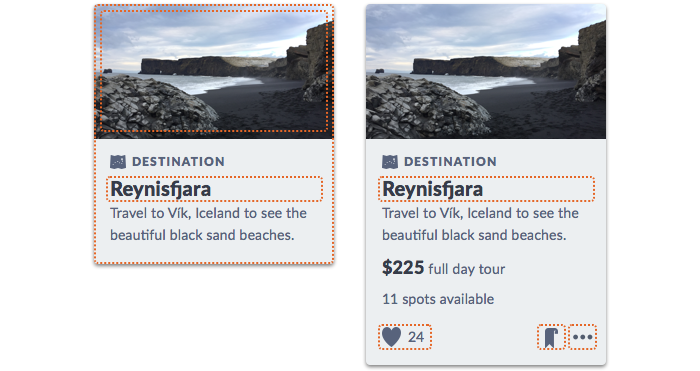 DESTINATION
Reynisfjara
Travel to Vík, Iceland to see the
beautiful black sand beaches.
DESTINATION
Reynisfjara
Travel to Vík, Iceland to see the
beautiful black sand beaches.
$225 full day tour
11 spots available
24